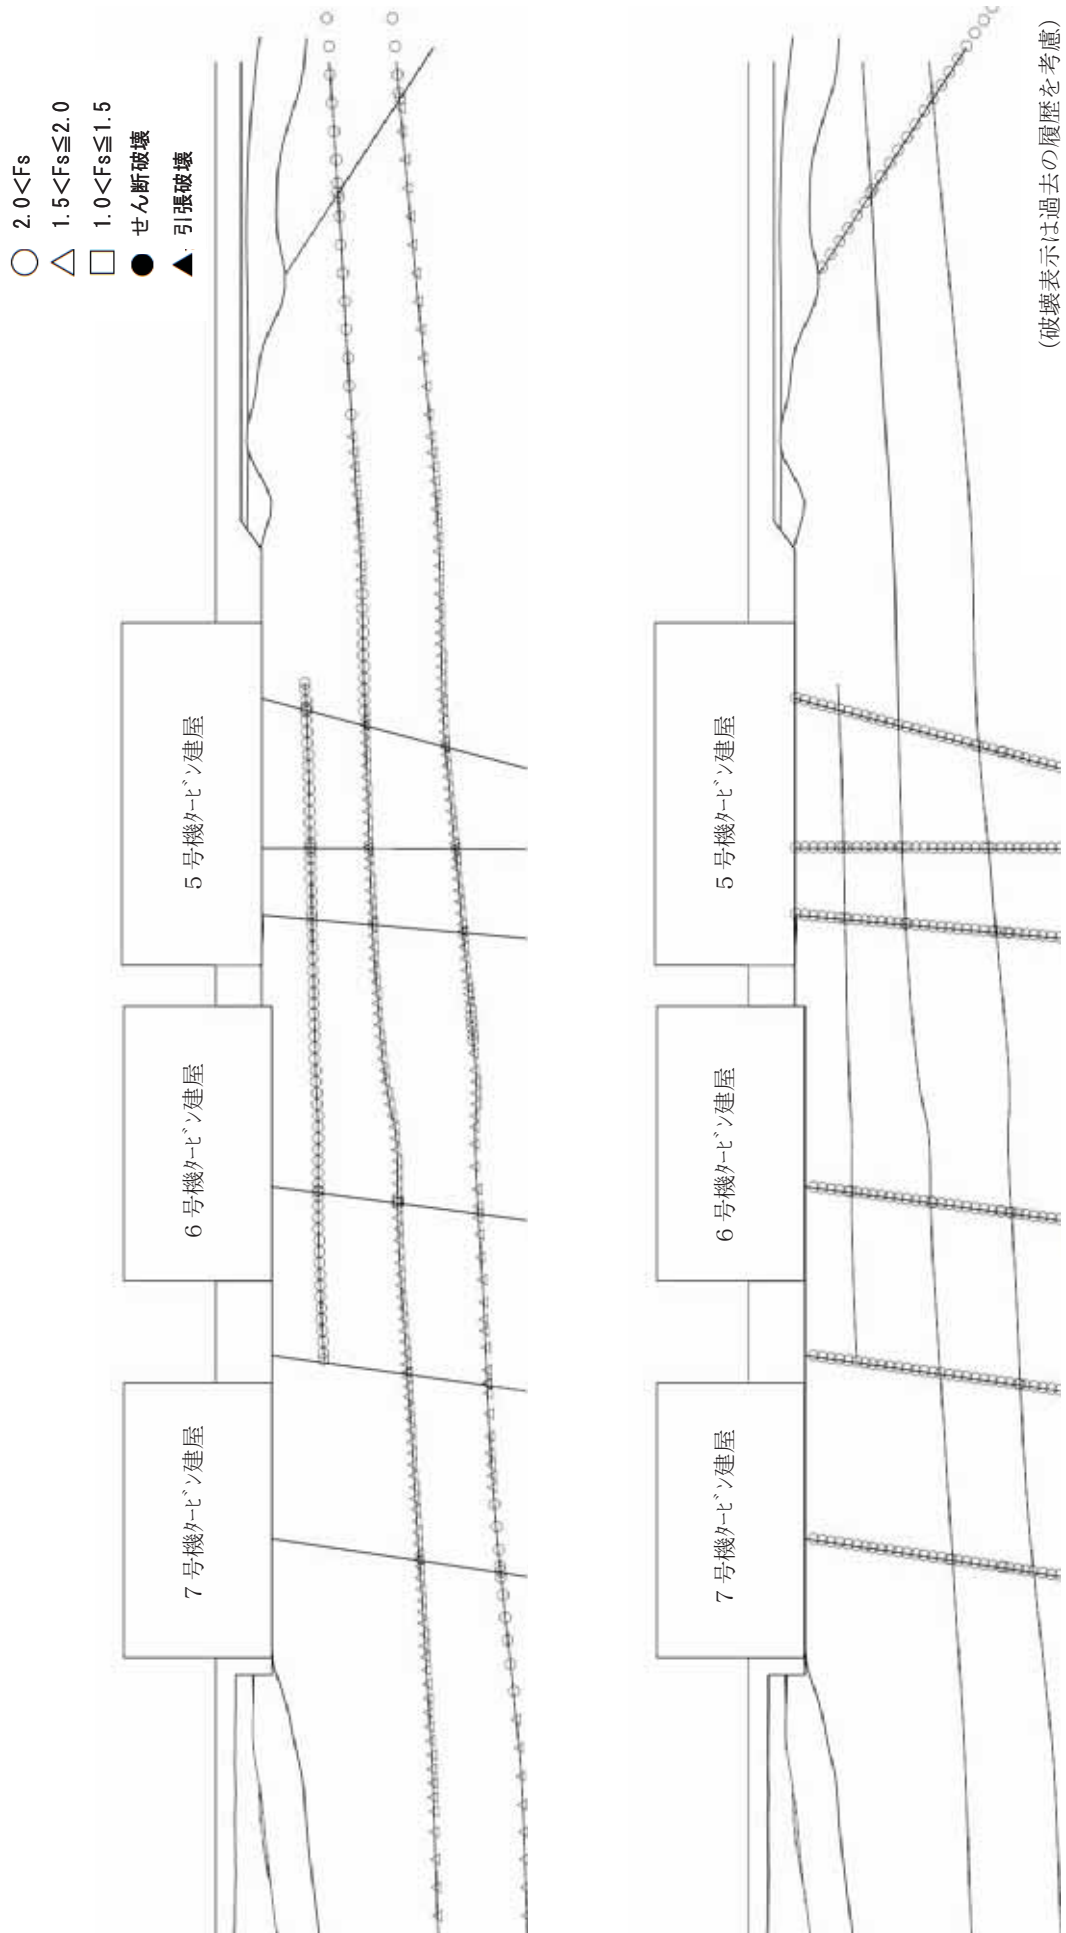 ○ 2.0<Fs
△ 1.5<Fs≦2.0
□ 1.0<Fs≦1.5
● せん断破壊
▲ 引張破壊
7号機タービン建屋
6号機タービン建屋
5号機タービン建屋
7号機タービン建屋
6号機タービン建屋
5号機タービン建屋
(破壊表示は過去の履歴を考慮)